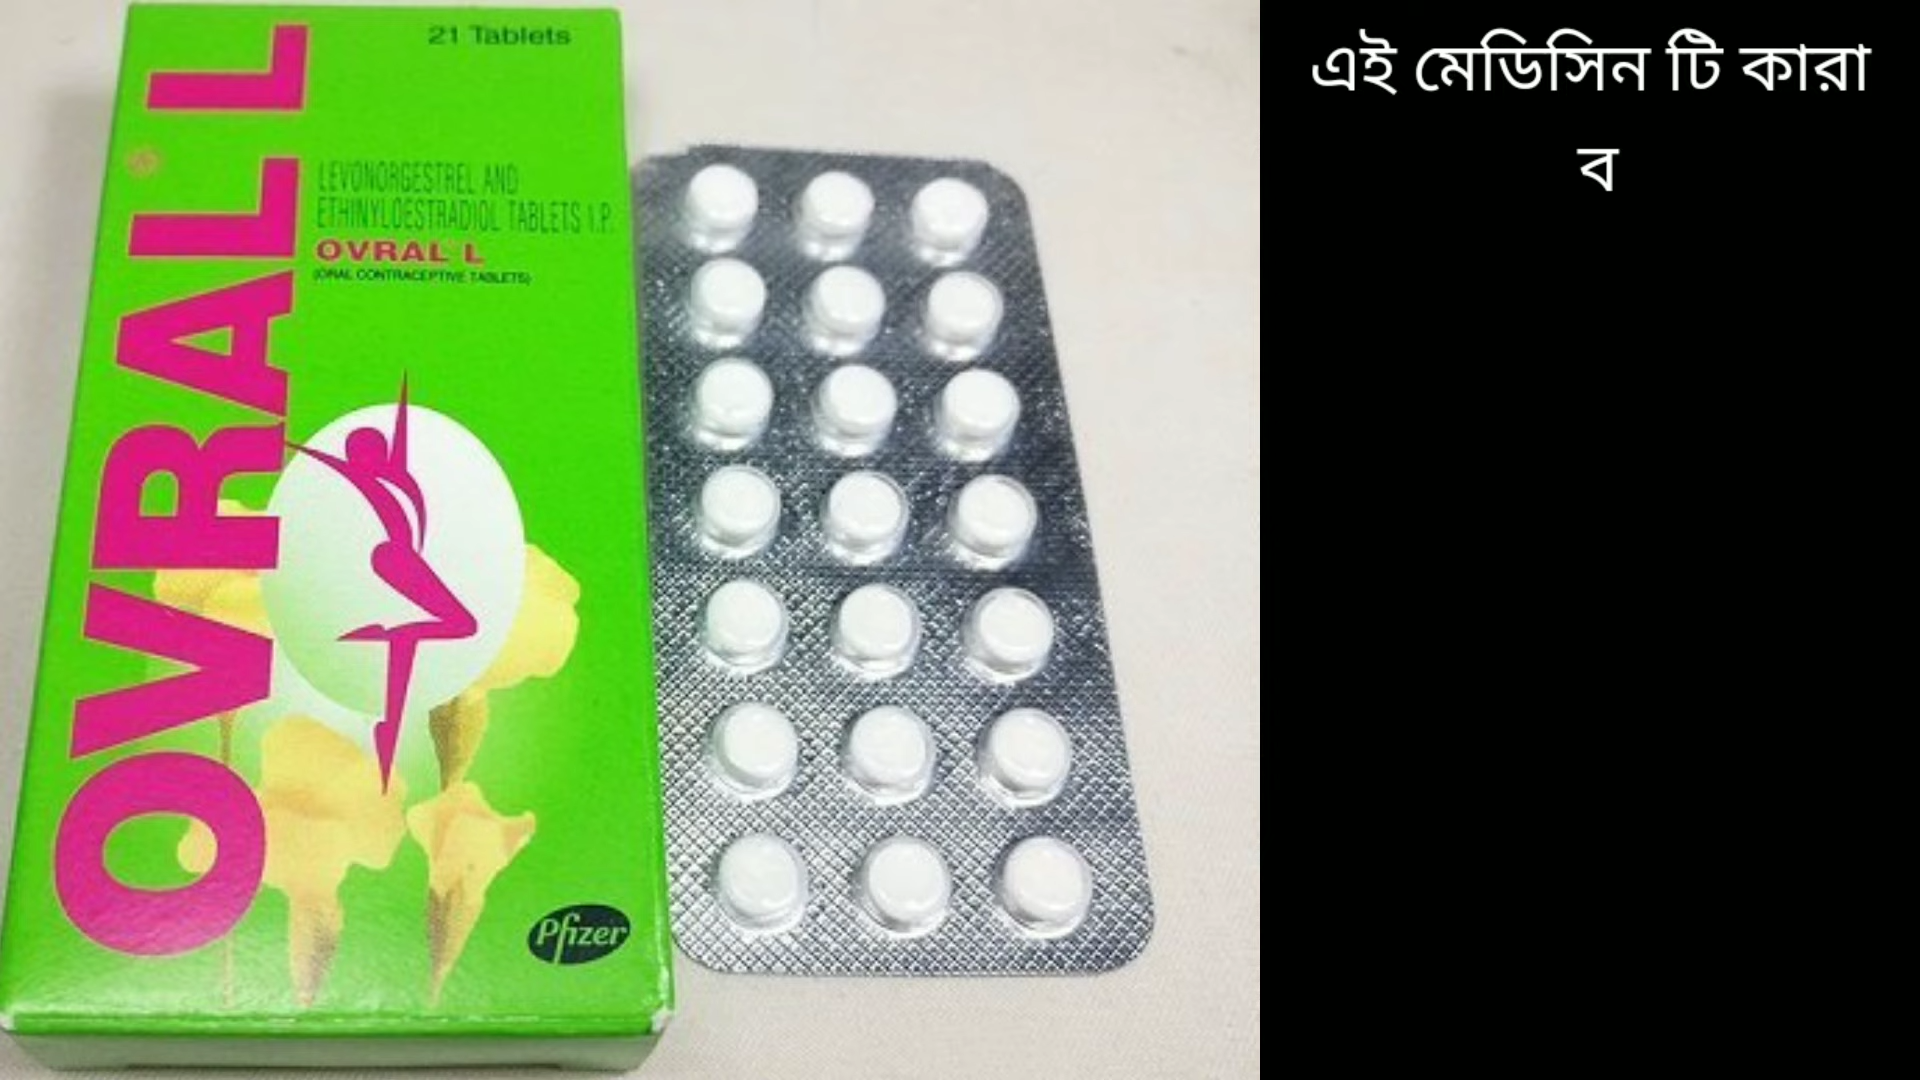 21 Tablets
OVRAL L
LEVONORGESTREL AND
ETHINYLOESTRADIOL TABLETS I.P.
OVRAL L
(ORAL CONTRACEPTIVE TABLETS)
Pfizer
এই মেডিসিন টি কারা
ব